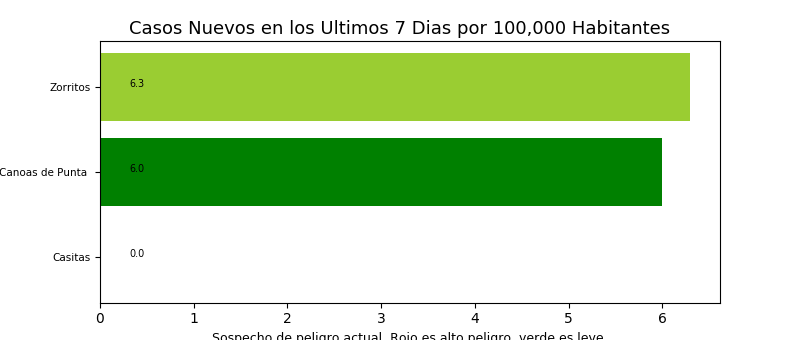 Casos Nuevos en los Ultimos 7 Dias por 100,000 Habitantes
Zorritos
6.3
Canoas de Punta
6.0
Casitas
0.0
0 1 2 3 4 5 6
Sospecho de peligro actual. Rojo es alto peligro, verde es leve